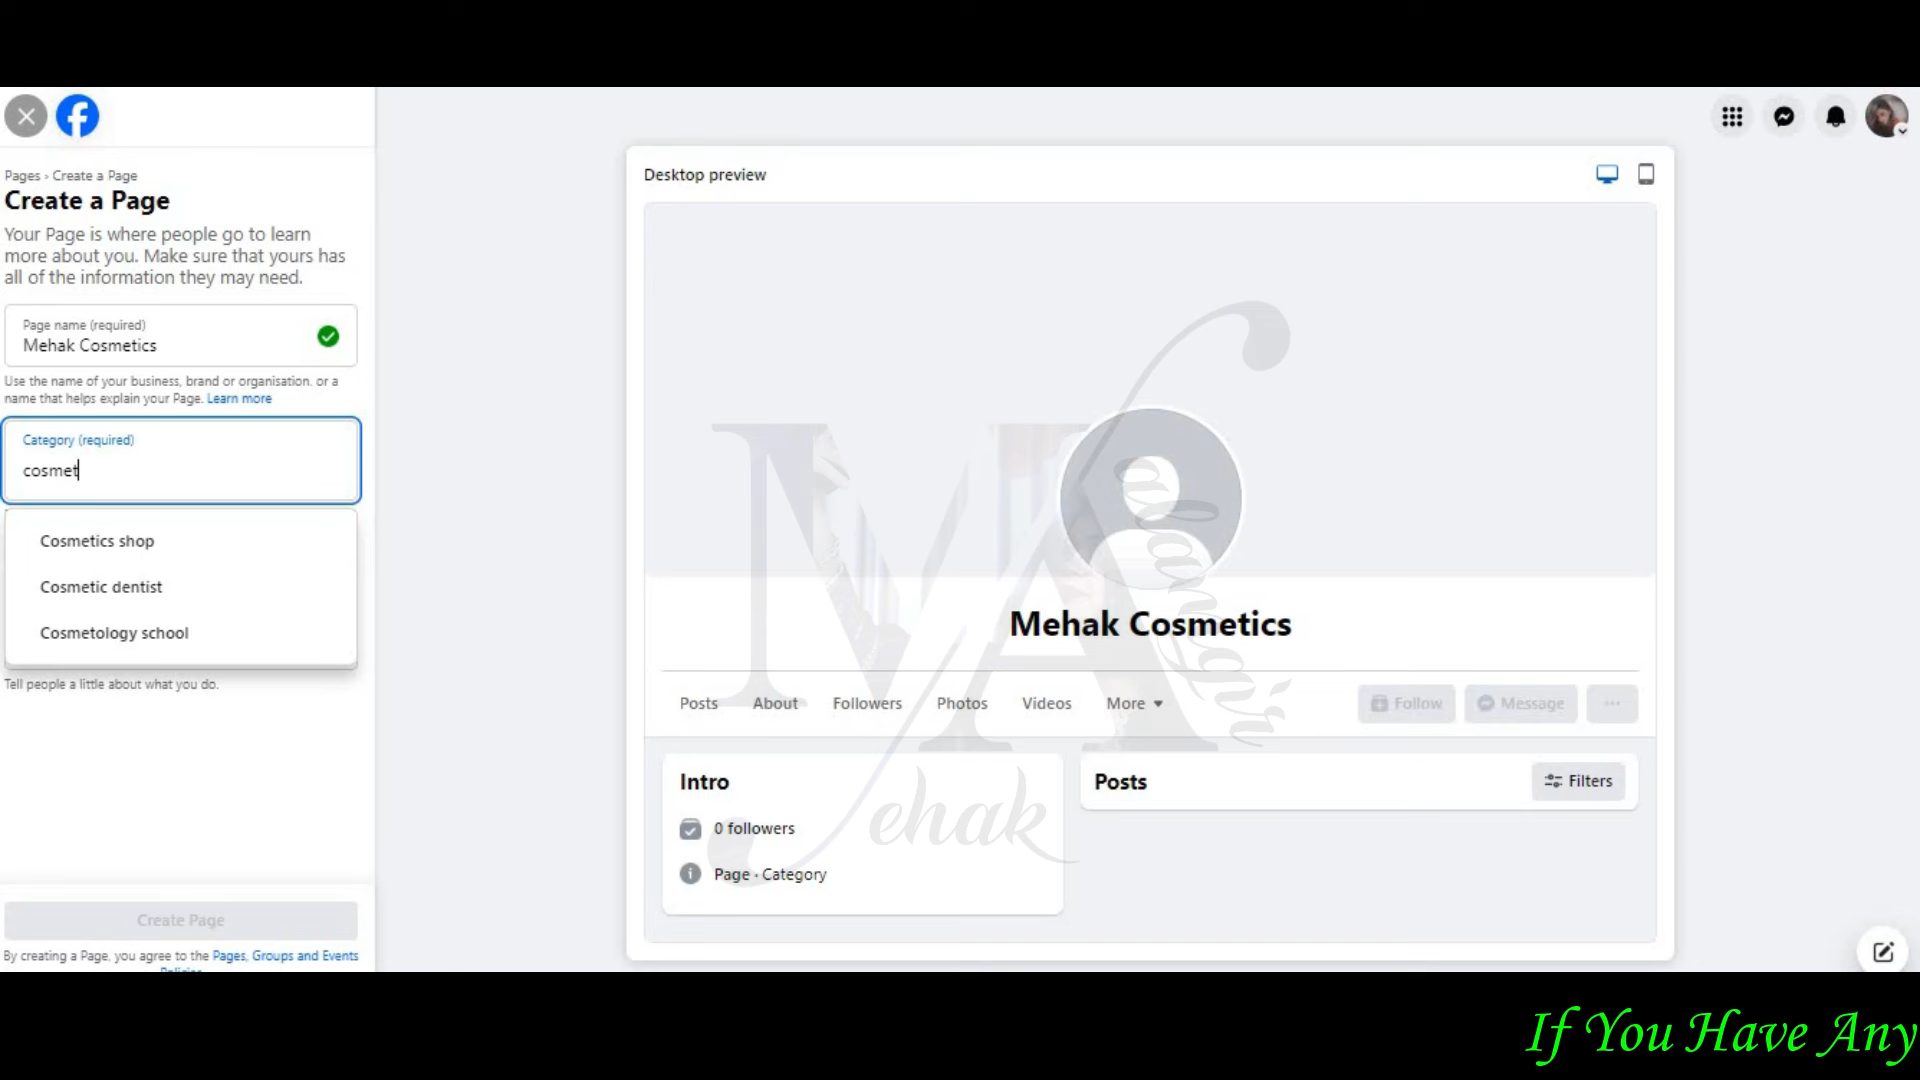 Pages › Create a Page
Create a Page
Your Page is where people go to learn
more about you. Make sure that yours has
all of the information they may need.
Page name (required)
Mehak Cosmetics
Use the name of your business, brand or organisation. or a
name that helps explain your Page. Learn more
Category (required)
cosmet
Cosmetics shop
Cosmetic dentist
Cosmetology school
Tell people a little about what you do.
Create Page
By creating a Page, you agree to the Pages, Groups and Events
Policies
Desktop preview
Mehak Cosmetics
Posts About Followers Photos Videos More
Follow Message
Intro
0 followers
Page · Category
Posts
Filters
MA
ehak
If You Have Any